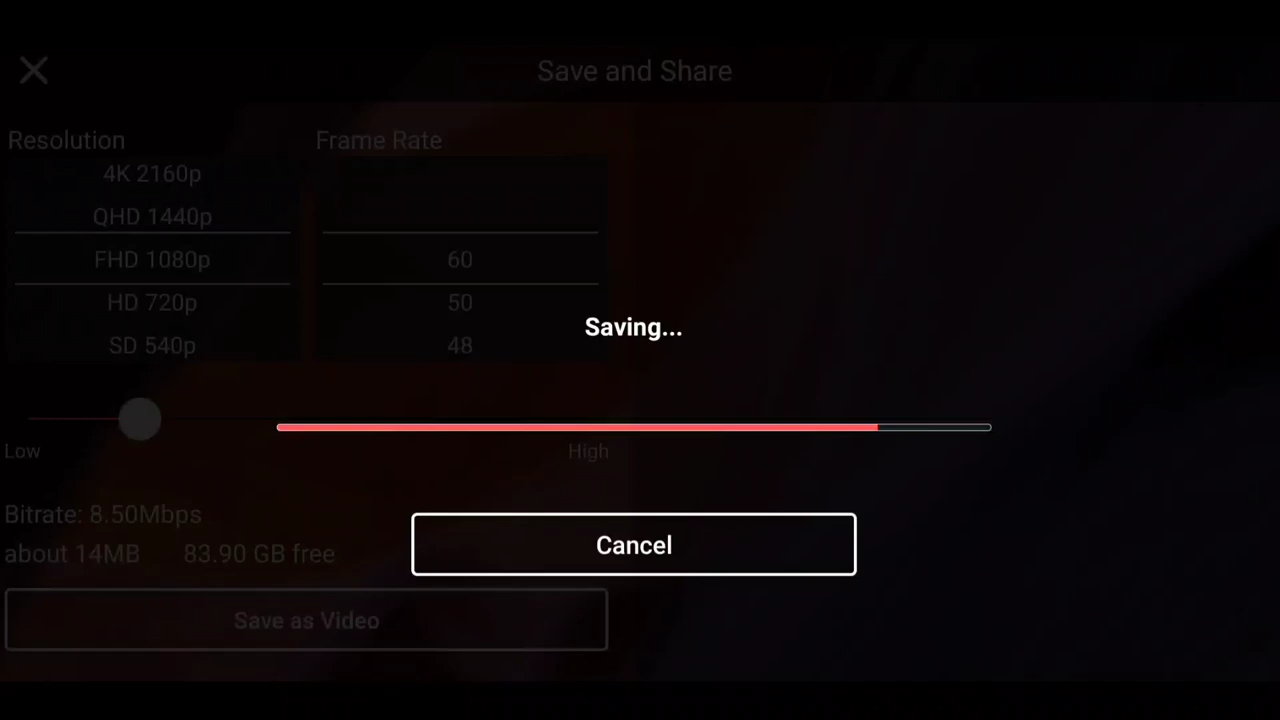 Save and Share
Resolution
Frame Rate
4K 2160p
QHD 1440p
FHD 1080p
60
HD 720p
50
SD 540p
48
Saving...
Low
High
Bitrate: 8.50Mbps
about 14MB 83.90 GB free
Cancel
Save as Video